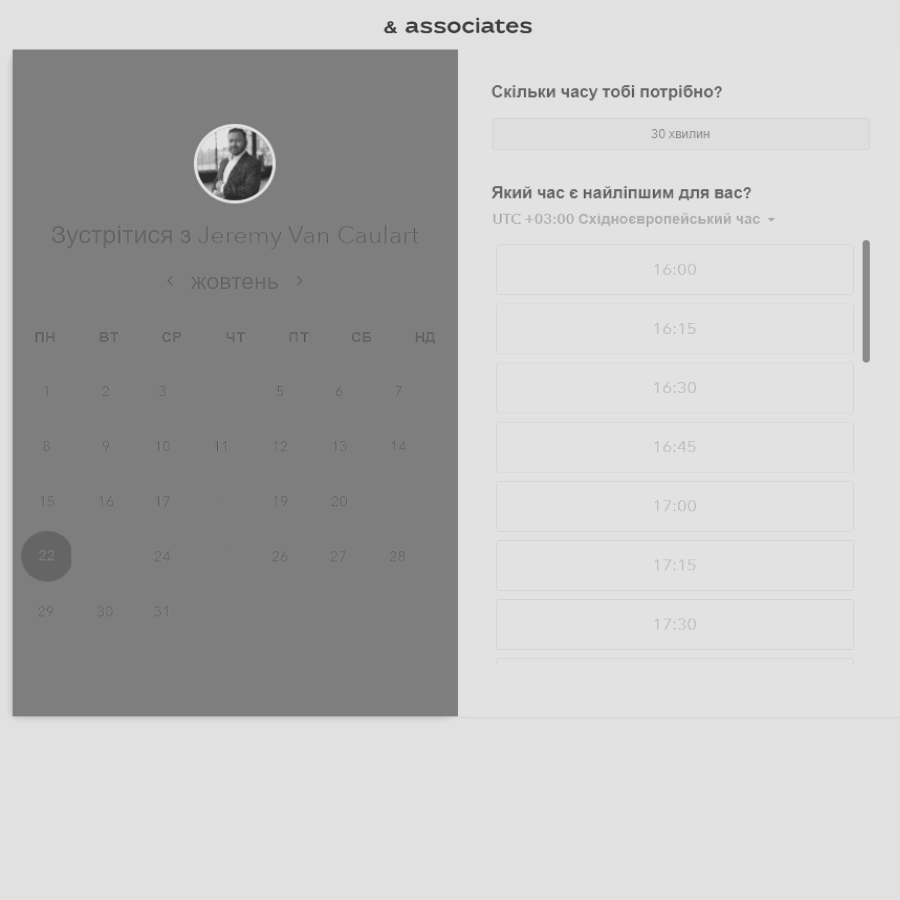 & associates
Зустрітися з Jeremy Van Caulart
жовтень
ПН ВТ СР ЧТ ПТ СБ НД
1 2 3 5 6 7
8 9 10 11 12 13 14
15 16 17 19 20
22 24 26 27 28
29 30 31
Скільки часу тобі потрібно?
30 хвилин
Який час є найліпшим для вас?
UTC +03:00 Східноєвропейський час
16:00
16:15
16:30
16:45
17:00
17:15
17:30